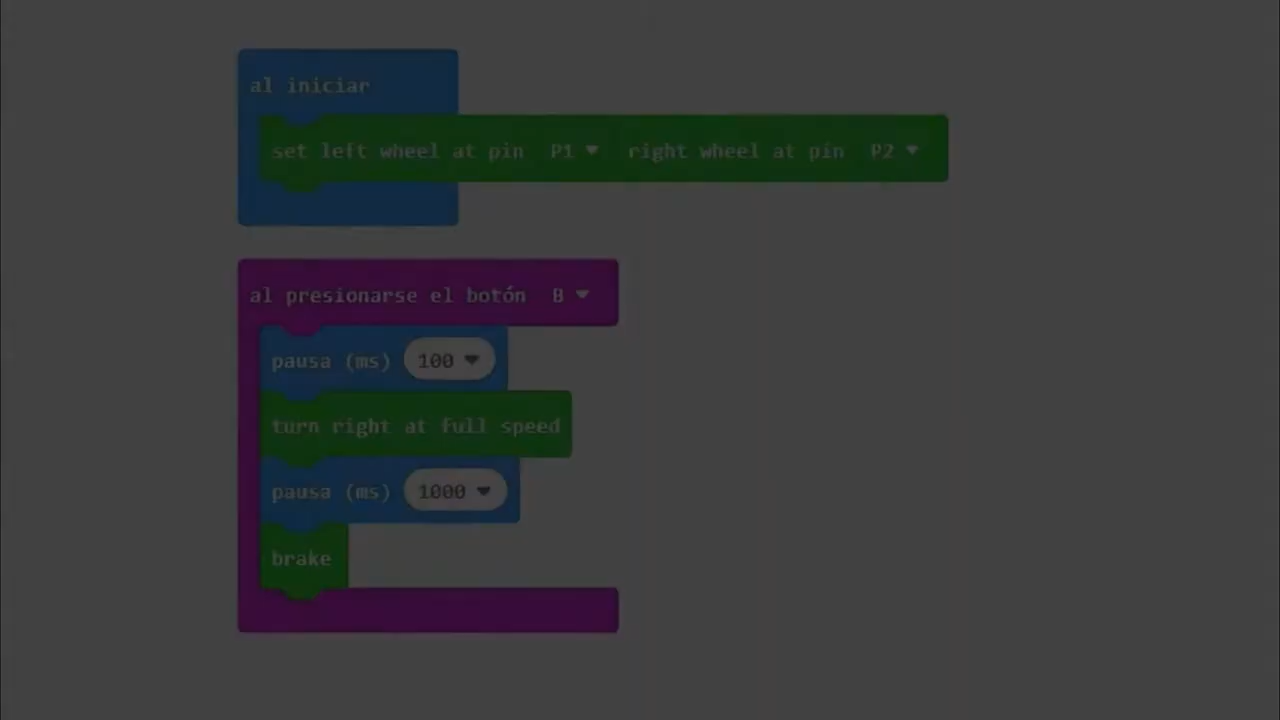 al iniciar
set left wheel at pin P1 right wheel at pin P2
al presionarse el botón B
pausa (ms) 100
turn right at full speed
pausa (ms) 1000
brake